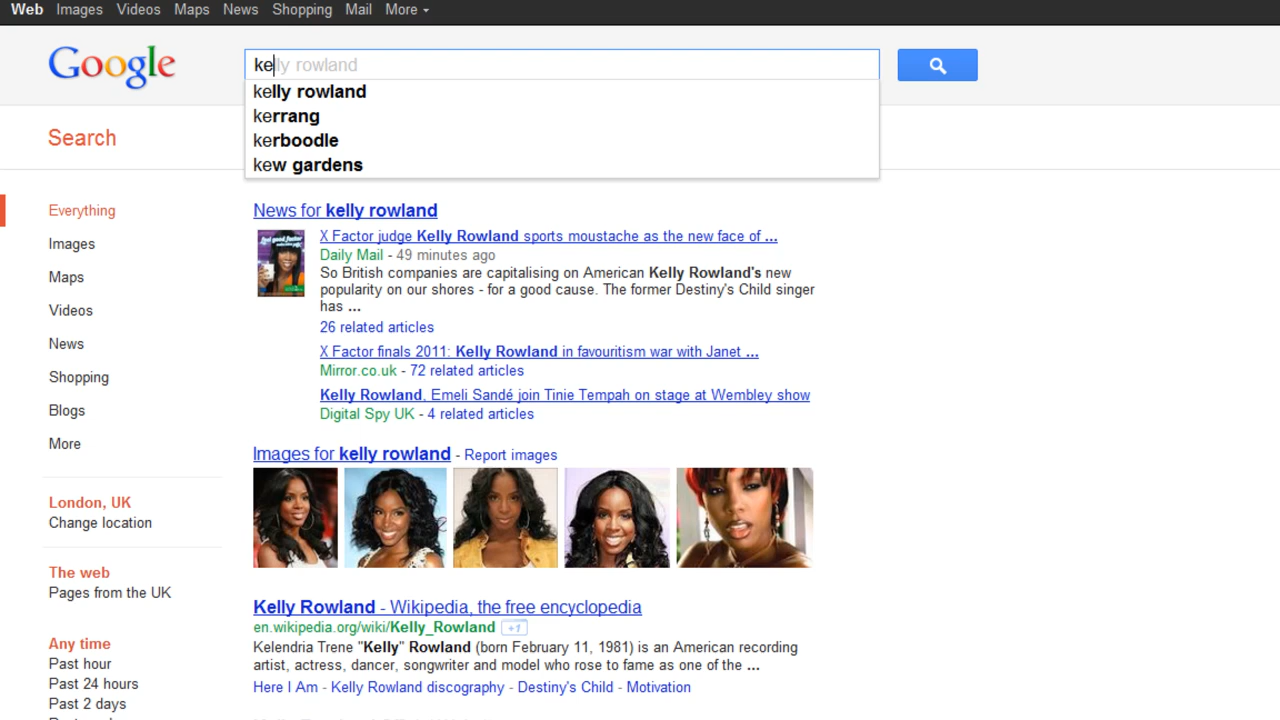 Web Images Videos Maps News Shopping Mail More
Google
kelly rowland
kelly rowland
kerrang
kerboodle
kew gardens
Search
Everything
Images
Maps
Videos
News
Shopping
Blogs
More
London, UK
Change location
The web
Pages from the UK
Any time
Past hour
Past 24 hours
Past 2 days
News for kelly rowland
X Factor judge Kelly Rowland sports moustache as the new face of ...
Daily Mail - 49 minutes ago
So British companies are capitalising on American Kelly Rowland's new
popularity on our shores - for a good cause. The former Destiny's Child singer
has ...
26 related articles
X Factor finals 2011: Kelly Rowland in favouritism war with Janet ...
Mirror.co.uk - 72 related articles
Kelly Rowland, Emeli Sandé join Tinie Tempah on stage at Wembley show
Digital Spy UK - 4 related articles
Images for kelly rowland - Report images
Kelly Rowland - Wikipedia, the free encyclopedia
en.wikipedia.org/wiki/Kelly_Rowland +1
Kelendria Trene "Kelly" Rowland (born February 11, 1981) is an American recording
artist, actress, dancer, songwriter and model who rose to fame as one of the ...
Here I Am - Kelly Rowland discography - Destiny's Child - Motivation